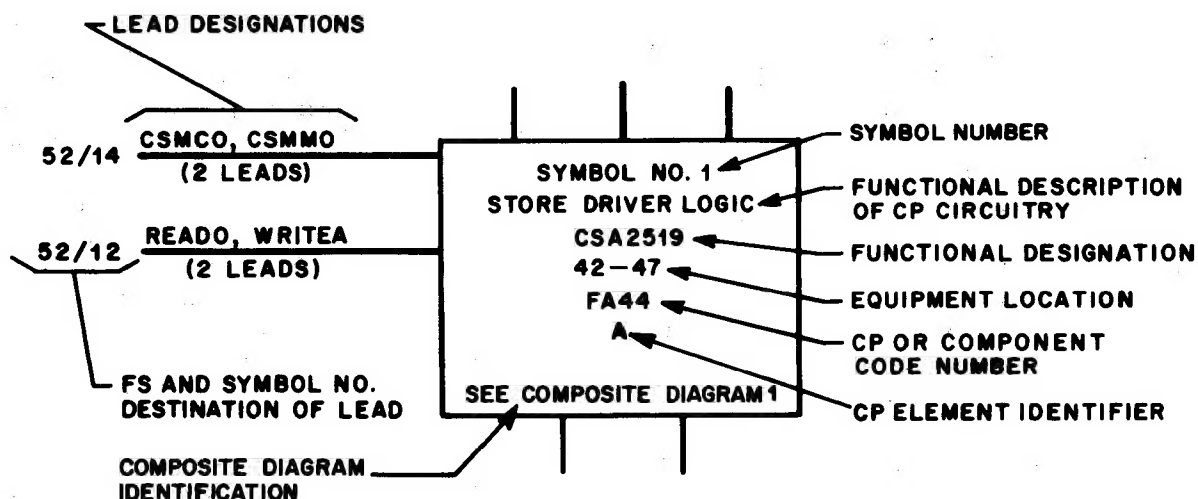 LEAD DESIGNATIONS
52/14
CSMCO, CSMMO
(2 LEADS)
52/12
READO, WRITEA
(2 LEADS)
FS AND SYMBOL NO.
DESTINATION OF LEAD
COMPOSITE DIAGRAM
IDENTIFICATION
SYMBOL NO. 1
STORE DRIVER LOGIC
CSA2519
42-47
FA44
A
SEE COMPOSITE DIAGRAM 1
SYMBOL NUMBER
FUNCTIONAL DESCRIPTION
OF CP CIRCUITRY
FUNCTIONAL DESIGNATION
EQUIPMENT LOCATION
CP OR COMPONENT
CODE NUMBER
CP ELEMENT IDENTIFIER